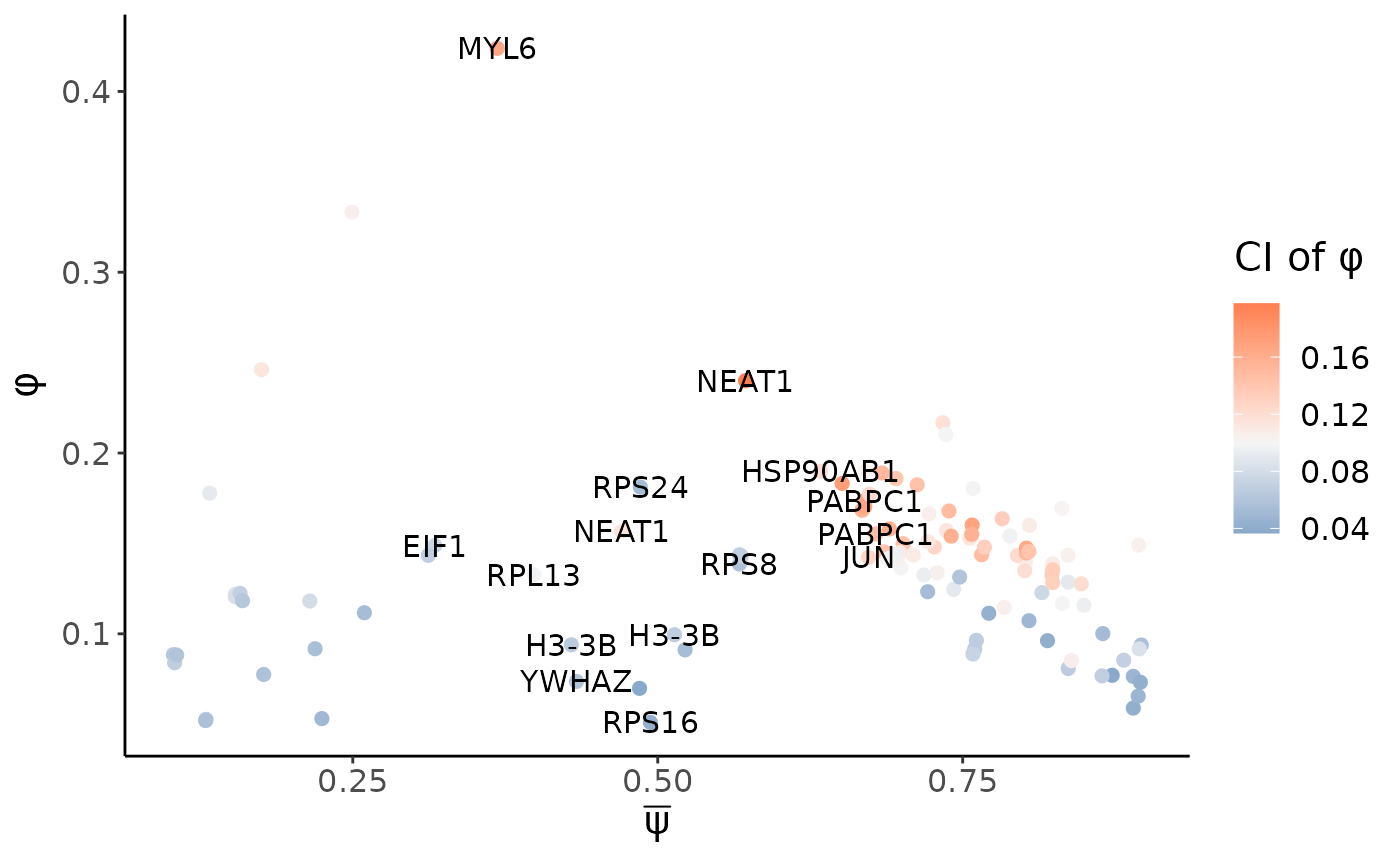 MYL6
0.4
0.3
CI of φ
0.16
NEAT1
0.12
φ
0.2
HSP90AB1
0.08
RPS24
PABPC1
0.04
NEAT1
PABPC1
EIF1
JUN
RPS8
RPL13
0.1
H3-3B
H3-3B
YWHAZ
RPS16
0.25
0.50
0.75
ψ̅